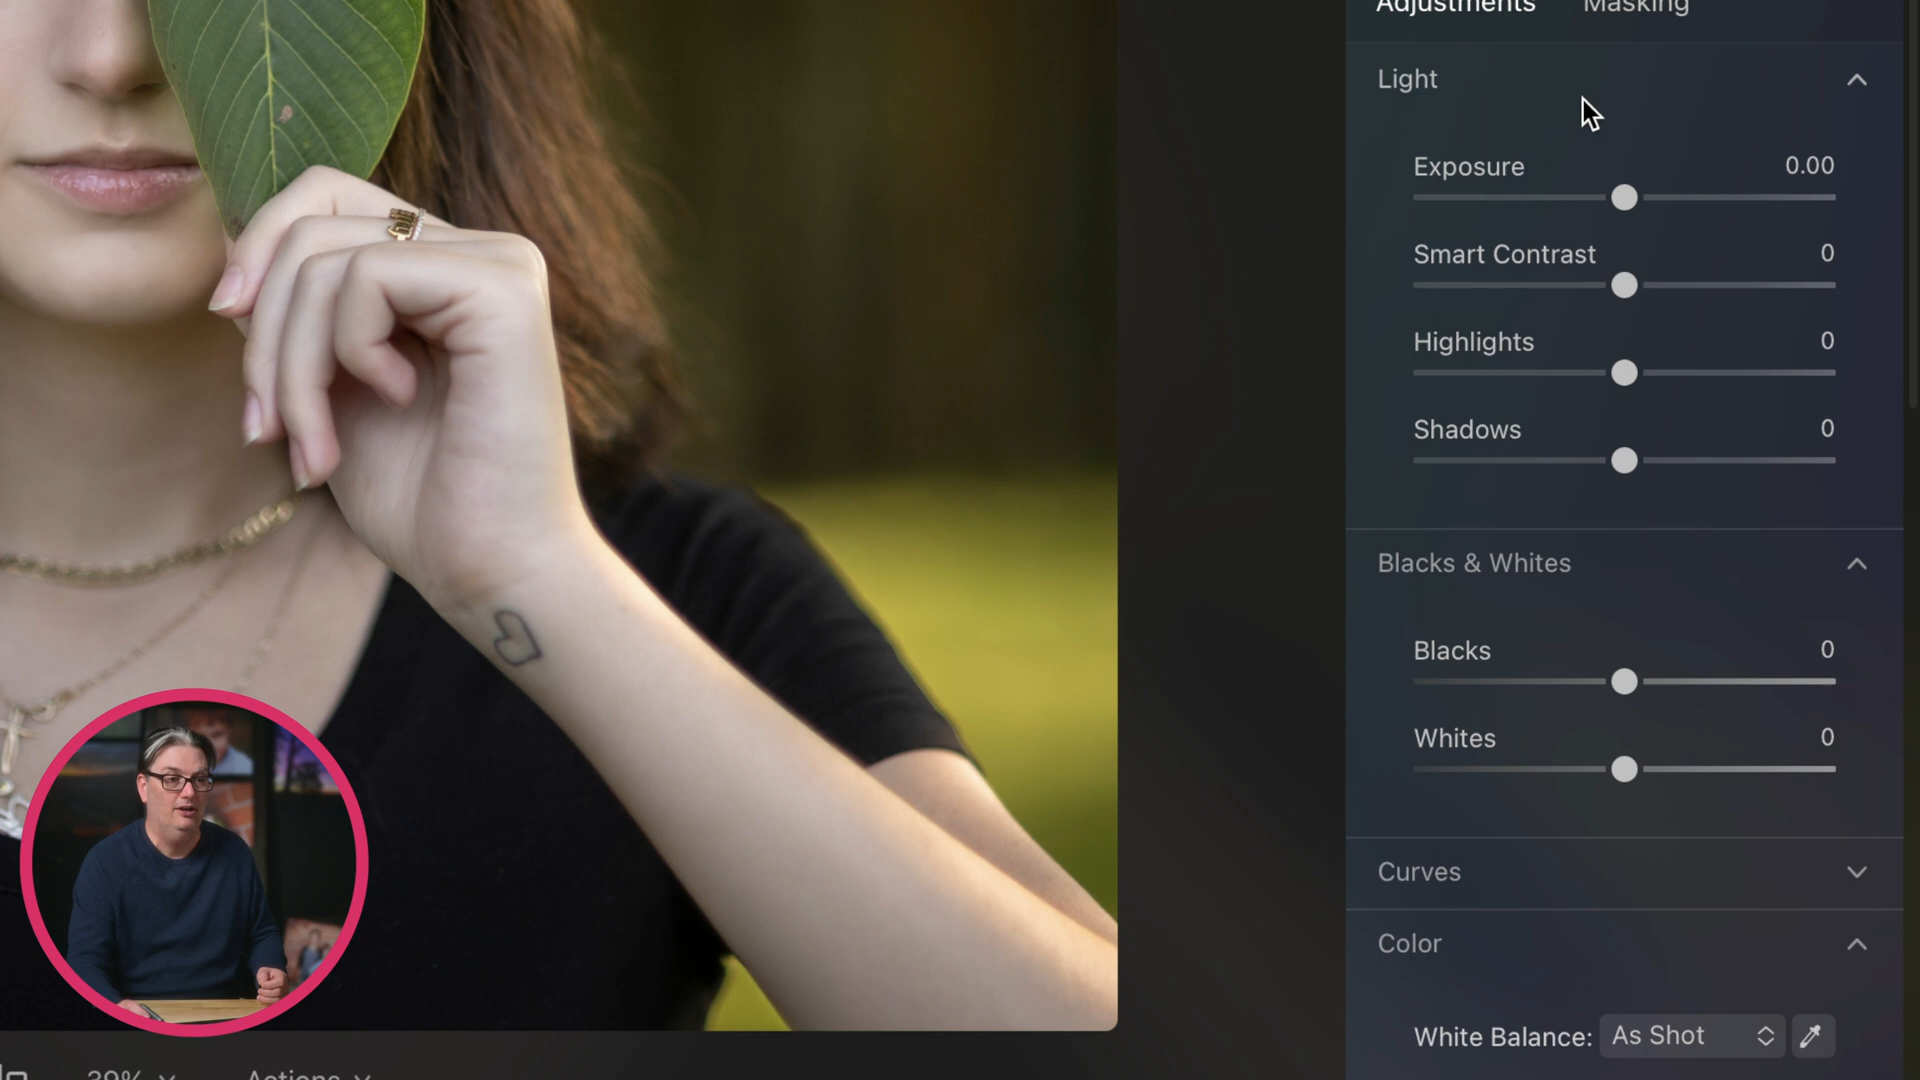 Adjustments Masking
Light
Exposure 0.00
Smart Contrast 0
Highlights 0
Shadows 0
Blacks & Whites
Blacks 0
Whites 0
Curves
Color
White Balance: As Shot
39% Actions